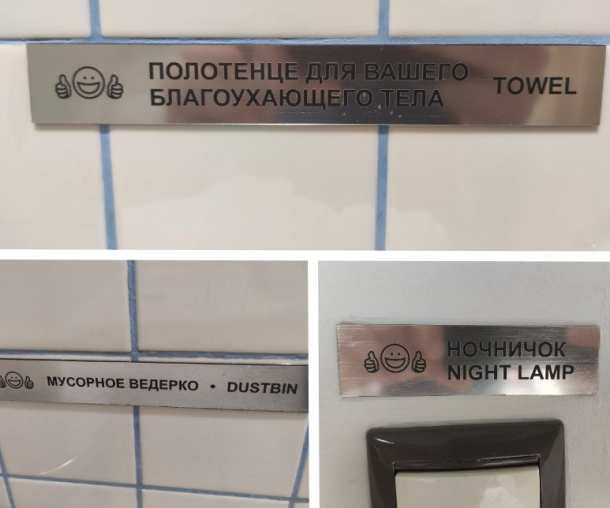 ПОЛОТЕНЦЕ ДЛЯ ВАШЕГО
БЛАГОУХАЮЩЕГО ТЕЛА
TOWEL
МУСОРНОЕ ВЕДЕРКО • DUSTBIN
НОЧНИЧОК
NIGHT LAMP